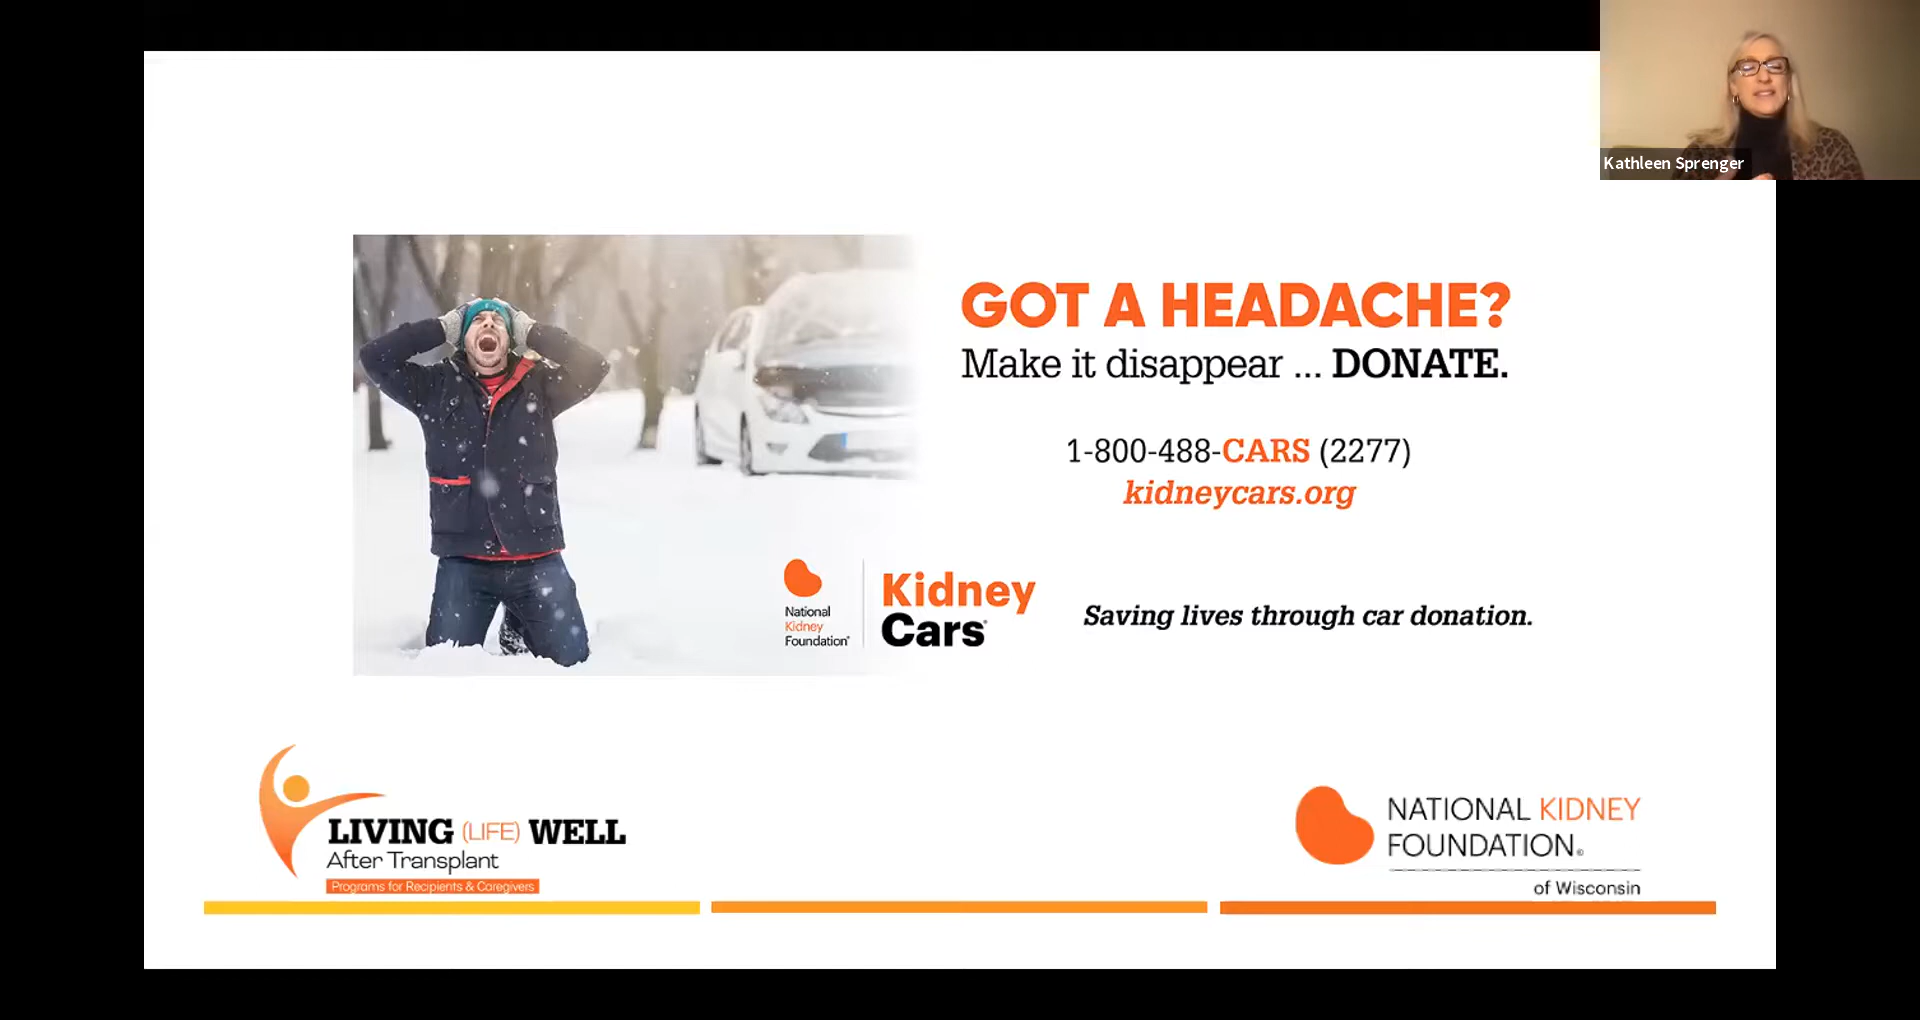 Kathleen Sprenger
GOT A HEADACHE?
Make it disappear ... DONATE.
1-800-488-CARS (2277)
kidneycars.org
National
Kidney
Foundation®
Kidney
Cars®
Saving lives through car donation.
LIVING (LIFE) WELL
After Transplant
Programs for Recipients & Caregivers
NATIONAL KIDNEY
FOUNDATION®
of Wisconsin